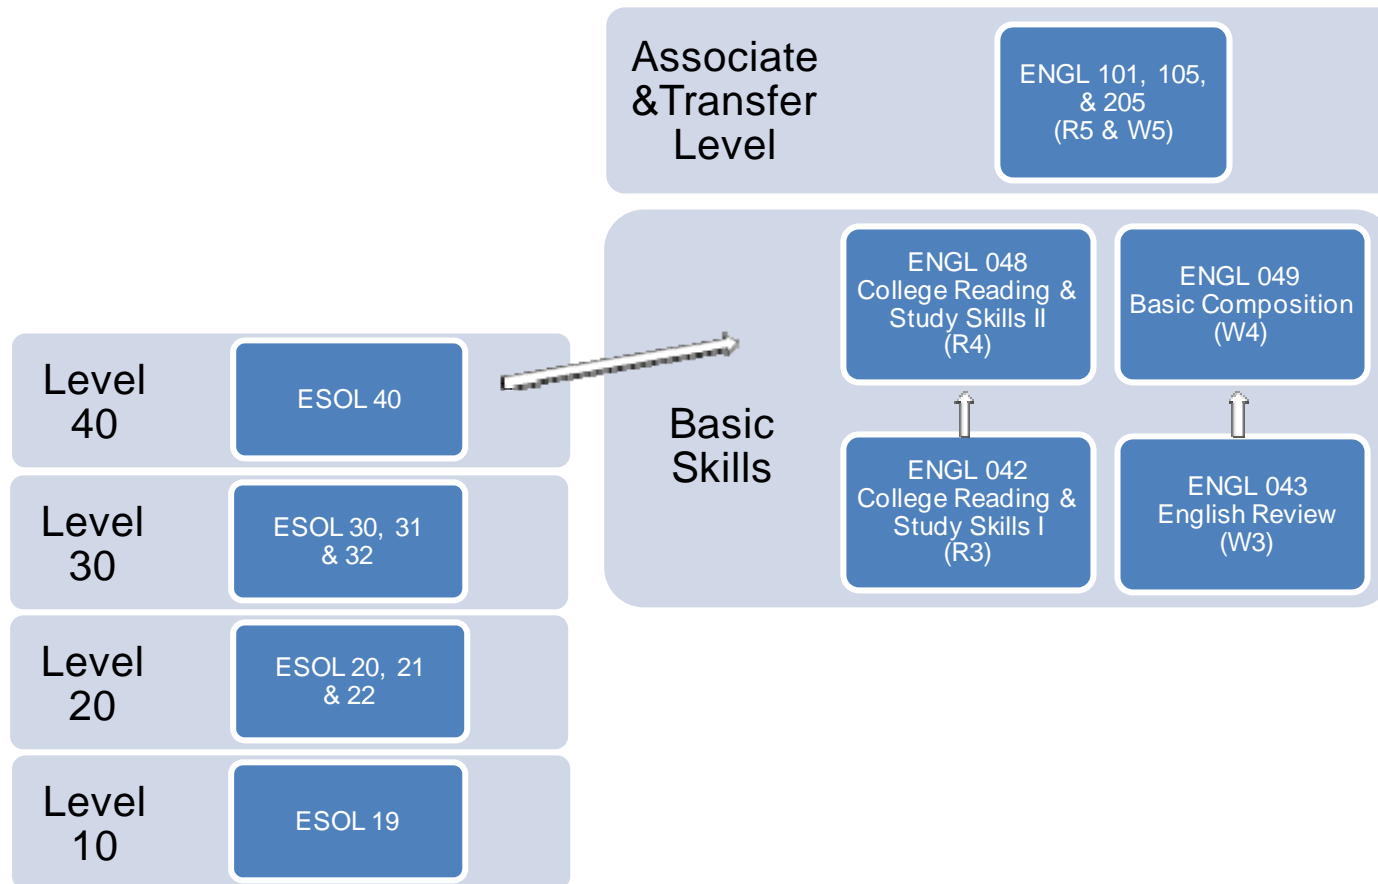 Associate
&Transfer
Level
ENGL 101, 105,
& 205
(R5 & W5)
Basic
Skills
ENGL 048
College Reading &
Study Skills II
(R4)
ENGL 049
Basic Composition
(W4)
ENGL 042
College Reading &
Study Skills I
(R3)
ENGL 043
English Review
(W3)
Level
40
ESOL 40
Level
30
ESOL 30, 31
& 32
Level
20
ESOL 20, 21
& 22
Level
10
ESOL 19